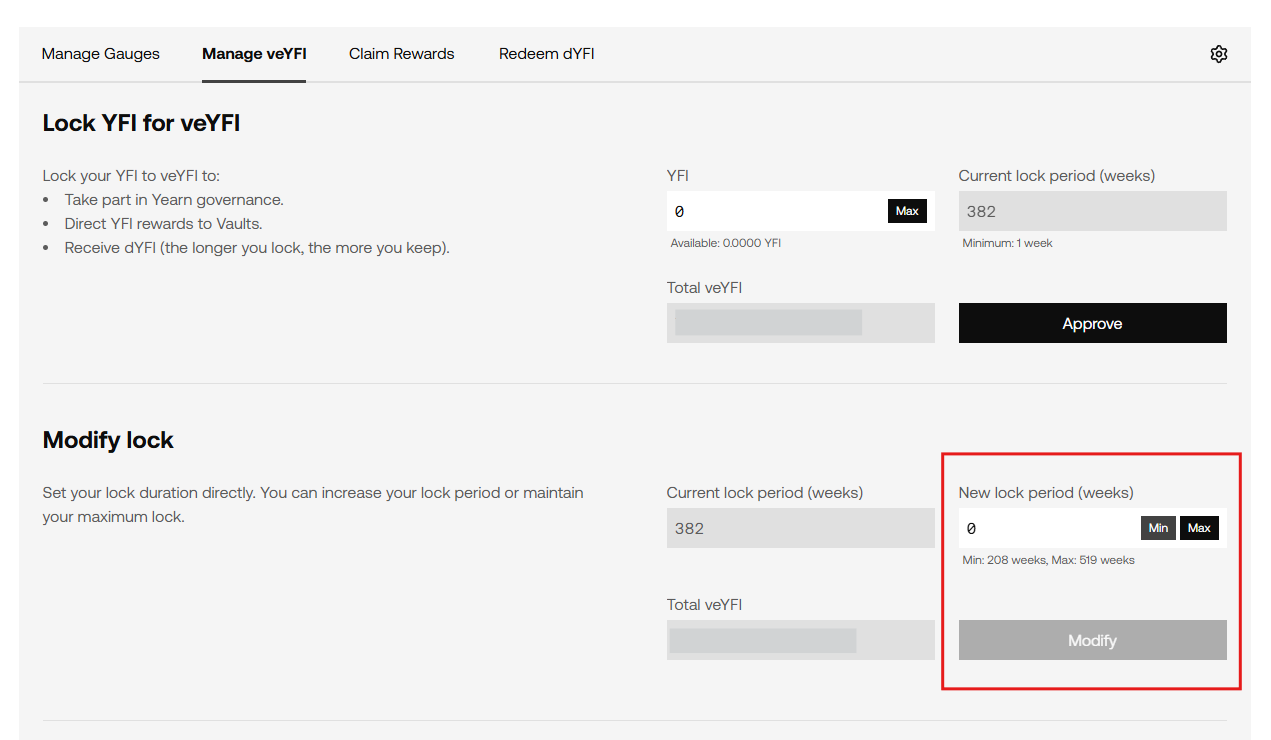 Manage Gauges Manage veYFI Claim Rewards Redeem dYFI
Lock YFI for veYFI
Lock your YFI to veYFI to:
• Take part in Yearn governance.
• Direct YFI rewards to Vaults.
• Receive dYFI (the longer you lock, the more you keep).
YFI
0 Max
Available: 0.0000 YFI
Current lock period (weeks)
382
Minimum: 1 week
Total veYFI
Approve
Modify lock
Set your lock duration directly. You can increase your lock period or maintain
your maximum lock.
Current lock period (weeks)
382
New lock period (weeks)
0 Min Max
Min: 208 weeks, Max: 519 weeks
Total veYFI
Modify